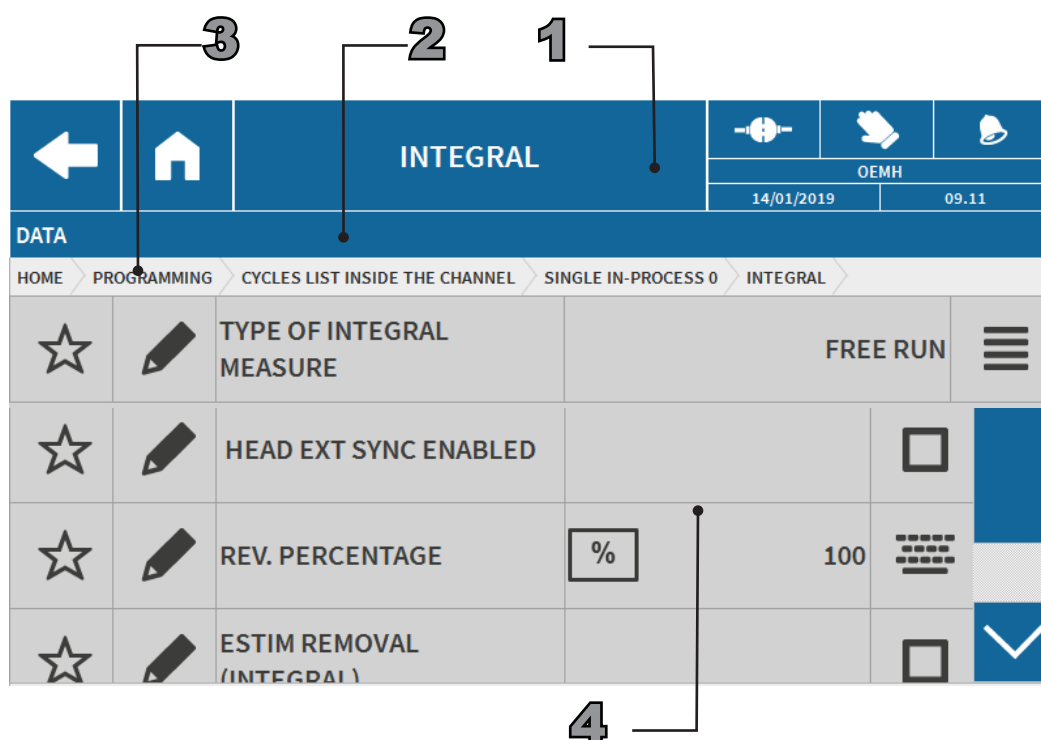 3 2 1
INTEGRAL
OEMH
14/01/2019 09.11
DATA
HOME PROGRAMMING CYCLES LIST INSIDE THE CHANNEL SINGLE IN-PROCESS 0 INTEGRAL
TYPE OF INTEGRAL
MEASURE
FREE RUN
HEAD EXT SYNC ENABLED
REV. PERCENTAGE % 100
ESTIM REMOVAL
(INTEGRAL)
4